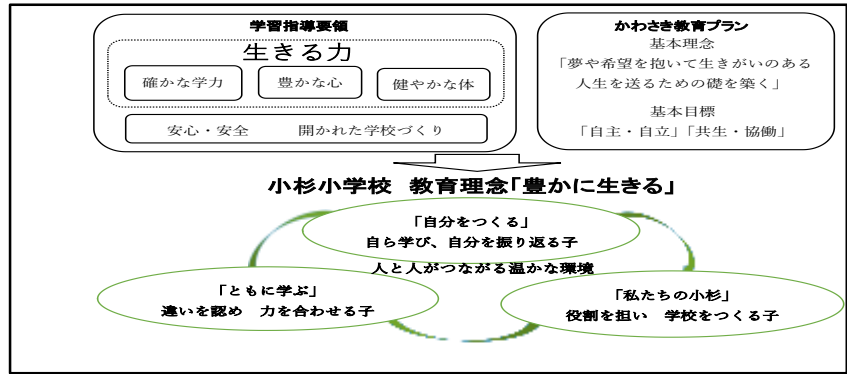 学習指導要領
生きる力
確かな学力
豊かな心
健やかな体
安心・安全　開かれた学校づくり
かわさき教育プラン
基本理念
「夢や希望を抱いて生きがいのある
人生を送るための礎を築く」
基本目標
「自主・自立」「共生・協働」
小杉小学校　教育理念「豊かに生きる」
「自分をつくる」
自ら学び、自分を振り返る子
人と人がつながる温かな環境
「ともに学ぶ」
違いを認め　力を合わせる子
「私たちの小杉」
役割を担い　学校をつくる子